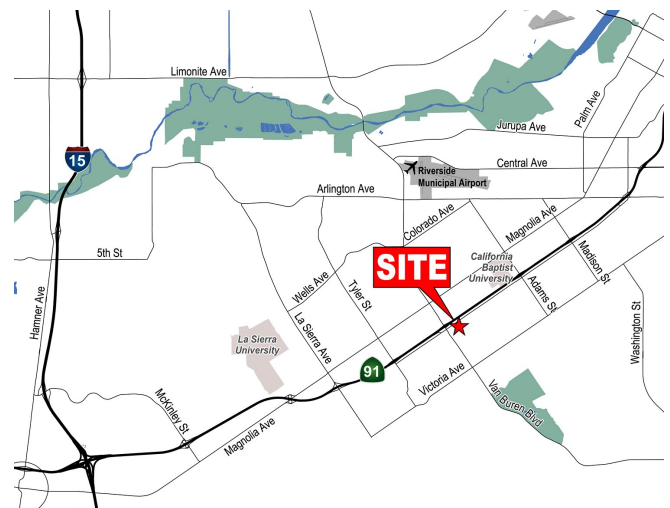 Limonite Ave
Palm Ave
Jurupa Ave
15
Central Ave
Riverside
Municipal Airport
Arlington Ave
Colorado Ave
Magnolia Ave
5th St
SITE
California
Baptist
University
Madison St
Wells Ave
Tyler St
Adams St
Hamner Ave
La Sierra Ave
La Sierra
University
Washington St
91
Victoria Ave
Van Buren Blvd
McKinley St
Magnolia Ave